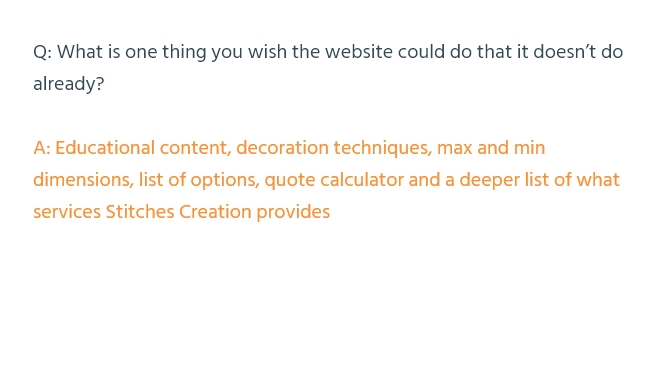 Q: What is one thing you wish the website could do that it doesn’t do
already?
A: Educational content, decoration techniques, max and min
dimensions, list of options, quote calculator and a deeper list of what
services Stitches Creation provides